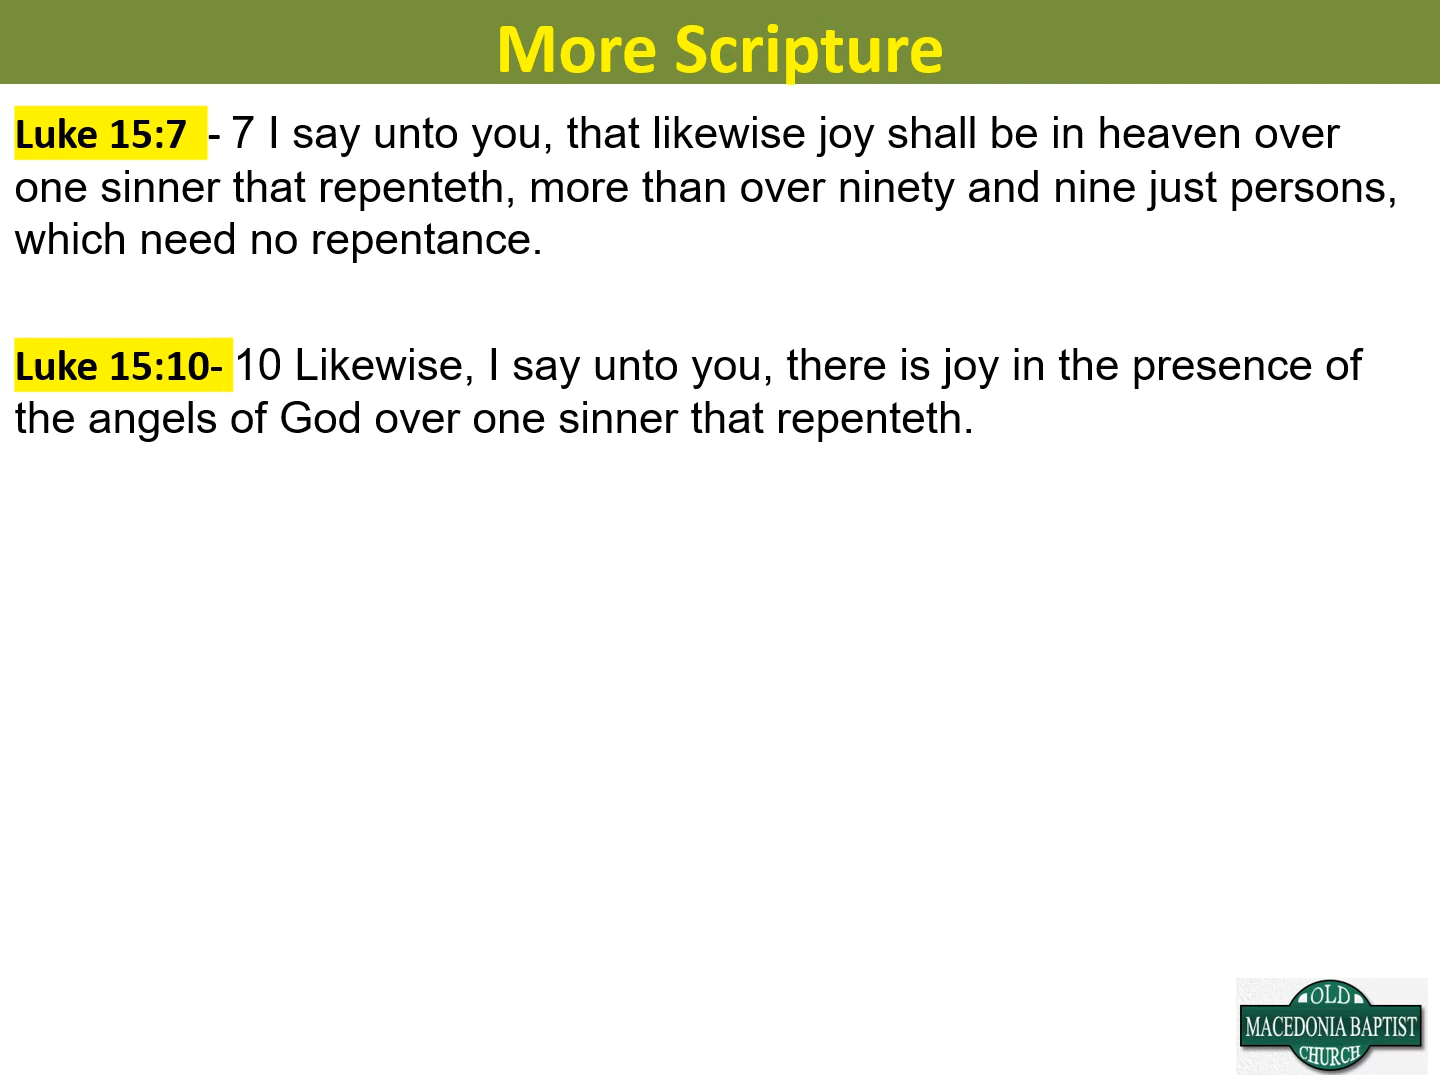 More Scripture
Luke 15:7 - 7 I say unto you, that likewise joy shall be in heaven over
one sinner that repenteth, more than over ninety and nine just persons,
which need no repentance.
Luke 15:10- 10 Likewise, I say unto you, there is joy in the presence of
the angels of God over one sinner that repenteth.
OLD
MACEDONIA BAPTIST
CHURCH